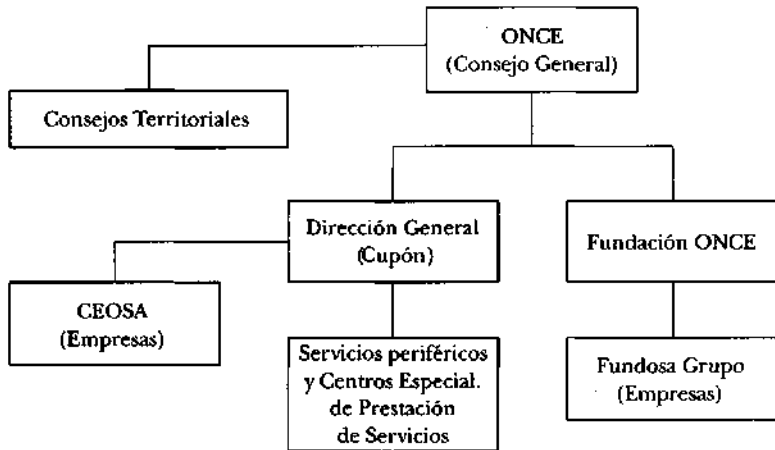 ONCE
(Consejo General)
Consejos Territoriales
Dirección General
(Cupón)
Fundación ONCE
CEOSA
(Empresas)
Servicios periféricos
y Centros Especial.
de Prestación
de Servicios
Fundosa Grupo
(Empresas)